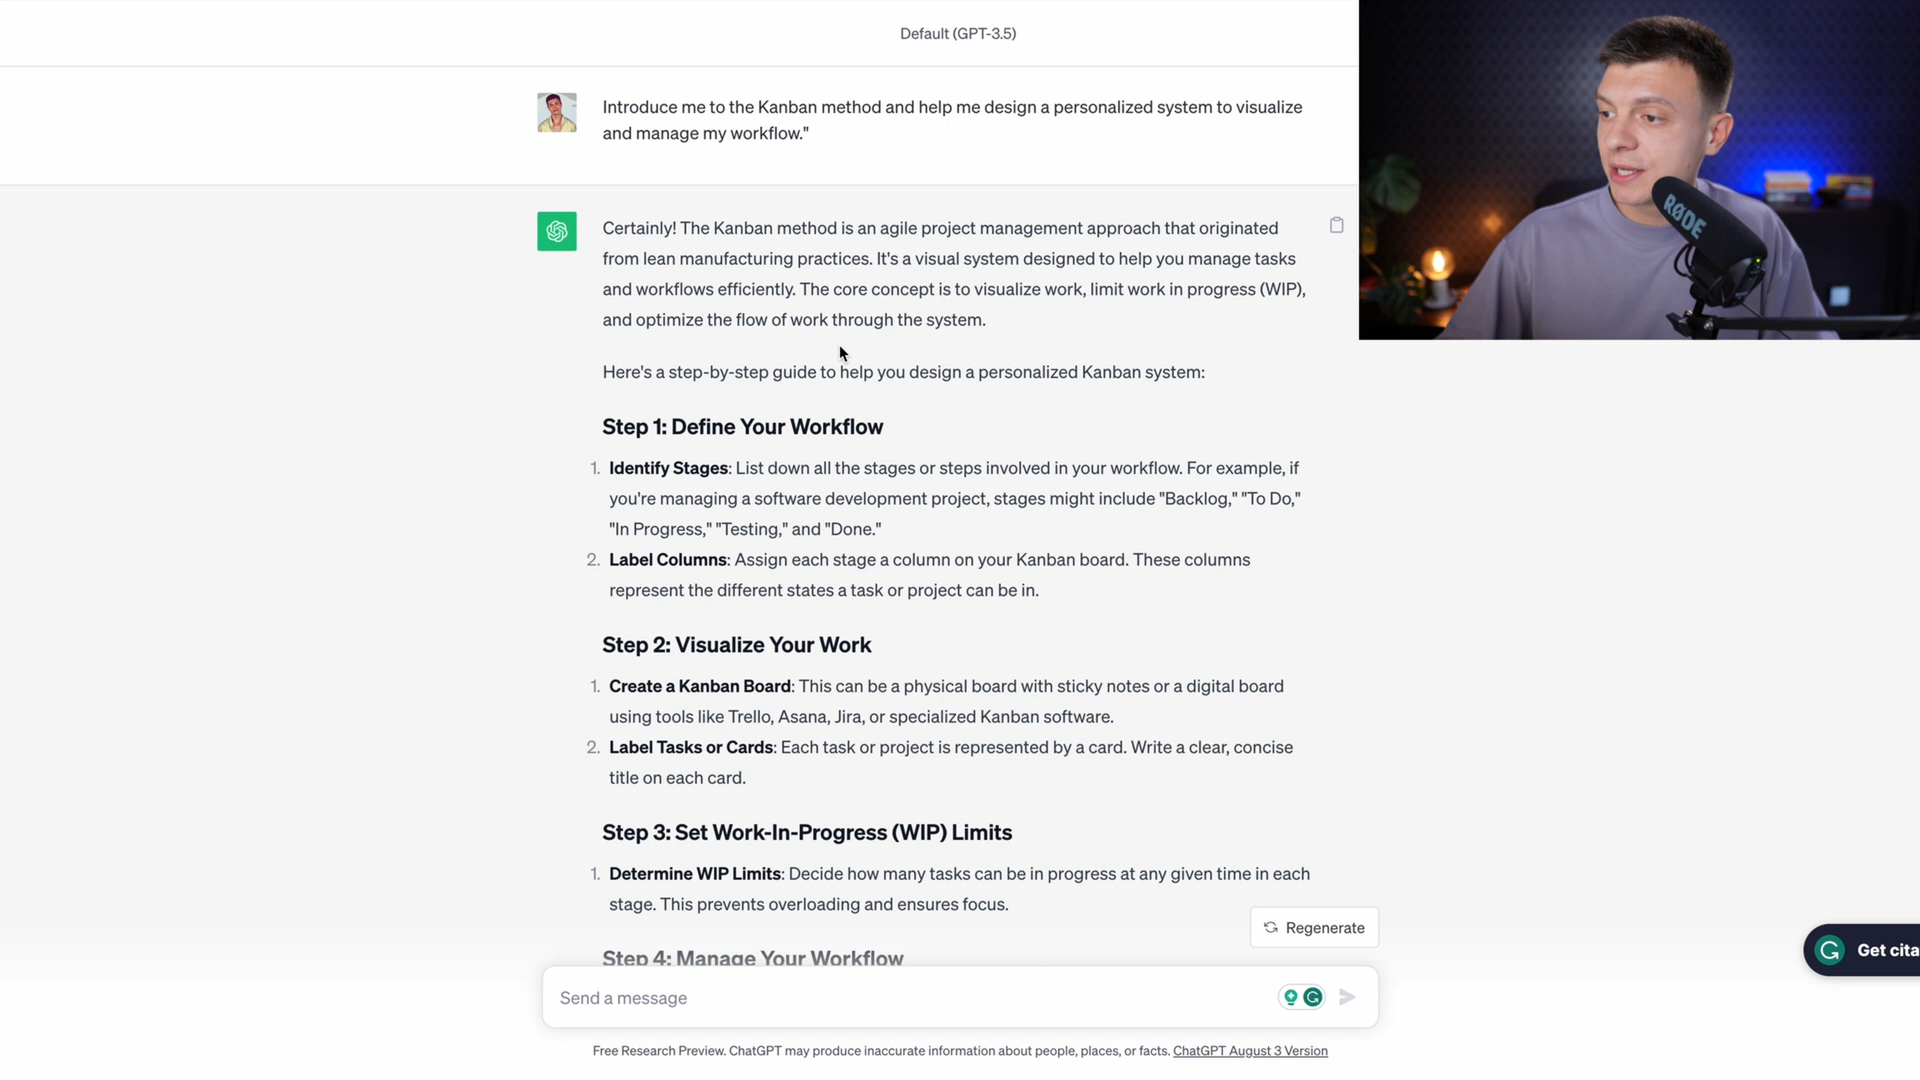 Default (GPT-3.5)
Introduce me to the Kanban method and help me design a personalized system to visualize
and manage my workflow."
Certainly! The Kanban method is an agile project management approach that originated
from lean manufacturing practices. It's a visual system designed to help you manage tasks
and workflows efficiently. The core concept is to visualize work, limit work in progress (WIP),
and optimize the flow of work through the system.
Here's a step-by-step guide to help you design a personalized Kanban system:
Step 1: Define Your Workflow
1. Identify Stages: List down all the stages or steps involved in your workflow. For example, if
you're managing a software development project, stages might include "Backlog," "To Do,"
"In Progress," "Testing," and "Done."
2. Label Columns: Assign each stage a column on your Kanban board. These columns
represent the different states a task or project can be in.
Step 2: Visualize Your Work
1. Create a Kanban Board: This can be a physical board with sticky notes or a digital board
using tools like Trello, Asana, Jira, or specialized Kanban software.
2. Label Tasks or Cards: Each task or project is represented by a card. Write a clear, concise
title on each card.
Step 3: Set Work-In-Progress (WIP) Limits
1. Determine WIP Limits: Decide how many tasks can be in progress at any given time in each
stage. This prevents overloading and ensures focus.
Regenerate
Step 4: Manage Your Workflow
Send a message
Free Research Preview. ChatGPT may produce inaccurate information about people, places, or facts. ChatGPT August 3 Version
Get cita
RØDE